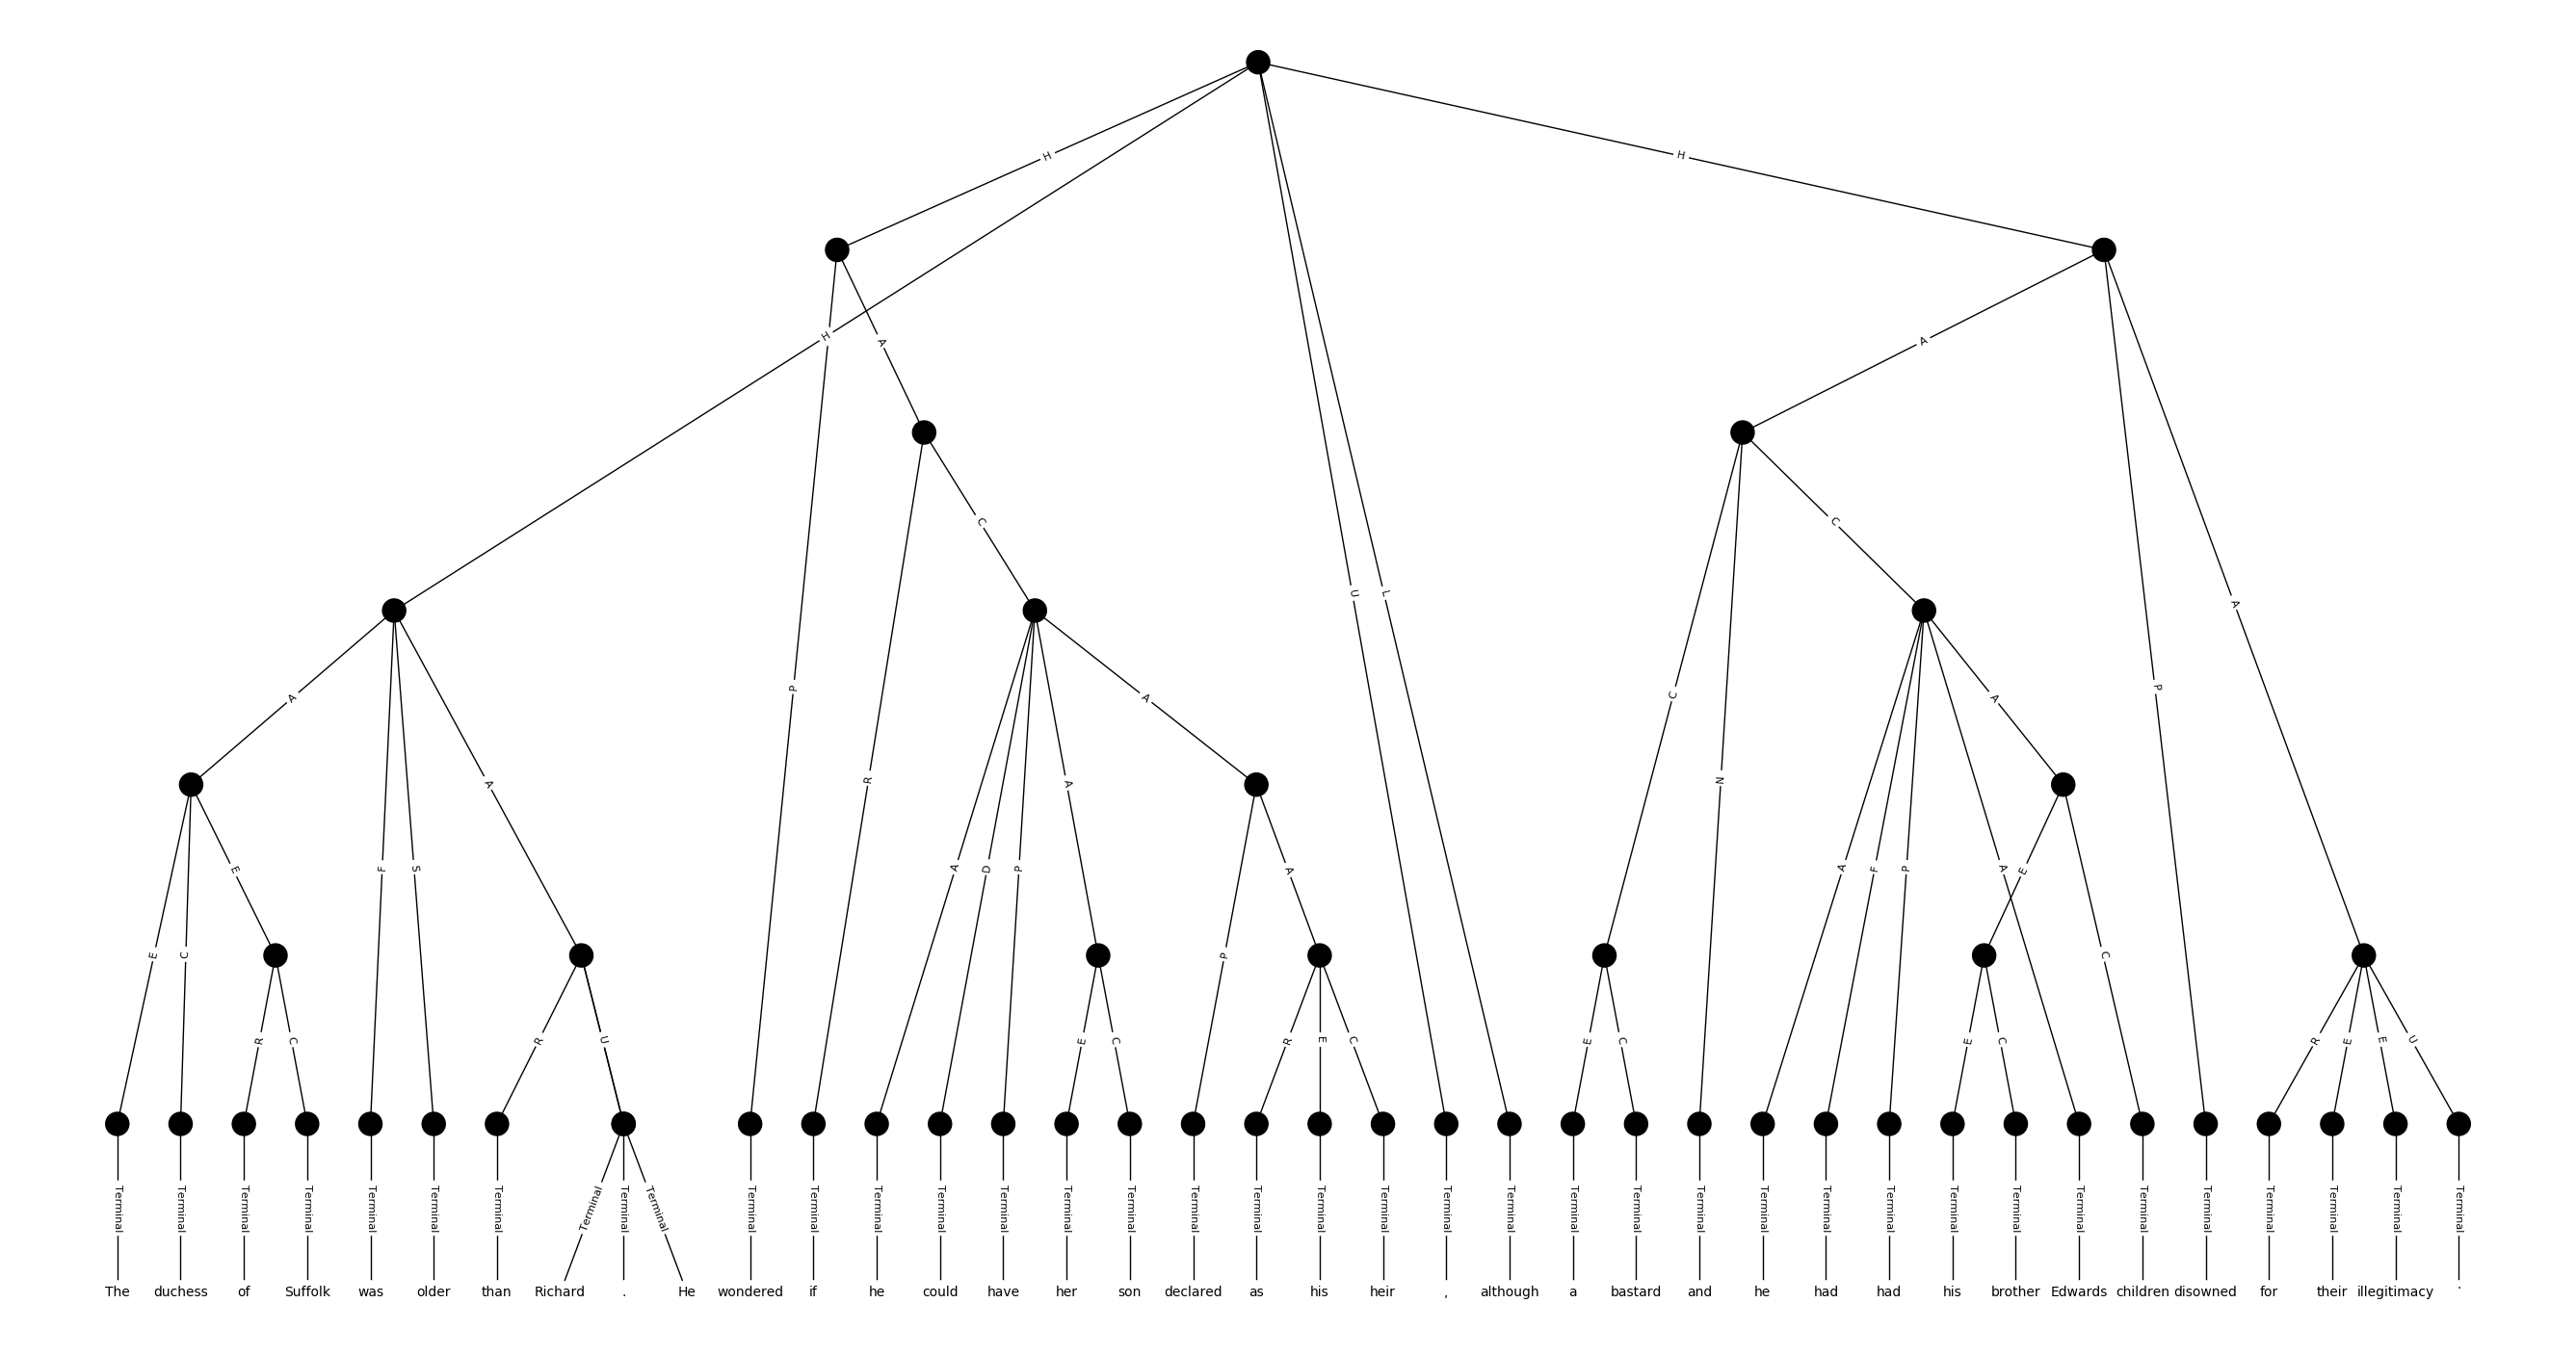 H
H
H
A
A
C
C
U
L
P
C
A
A
A
A
P
A
R
N
A
A
F
S
E
A
D
P
A
A
F
P
A
E
E
C
P
C
R
C
R
U
E
C
R
E
C
E
C
E
C
R
E
E
U
Terminal Terminal Terminal Terminal Terminal Terminal Terminal Terminal Terminal Terminal Terminal Terminal Terminal Terminal Terminal Terminal Terminal Terminal Terminal Terminal Terminal Terminal Terminal Terminal Terminal Terminal Terminal Terminal Terminal Terminal Terminal Terminal Terminal Terminal Terminal Terminal Terminal Terminal
The duchess of Suffolk was older than Richard . He wondered if he could have her son declared as his heir , although a bastard and he had had his brother Edwards children disowned for their illegitimacy .